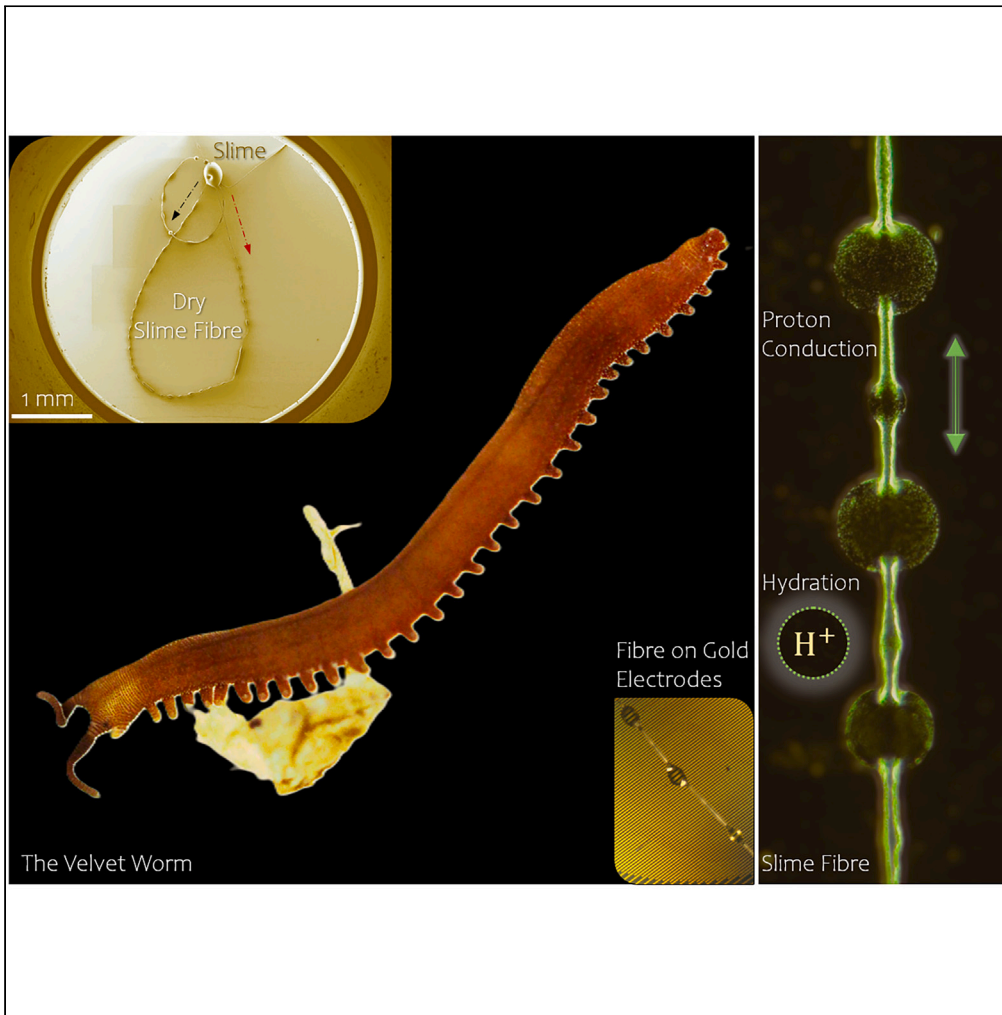 Slime
Dry
Slime Fibre
1 mm
Proton
Conduction
Hydration
H⁺
Fibre on Gold
Electrodes
The Velvet Worm
Slime Fibre